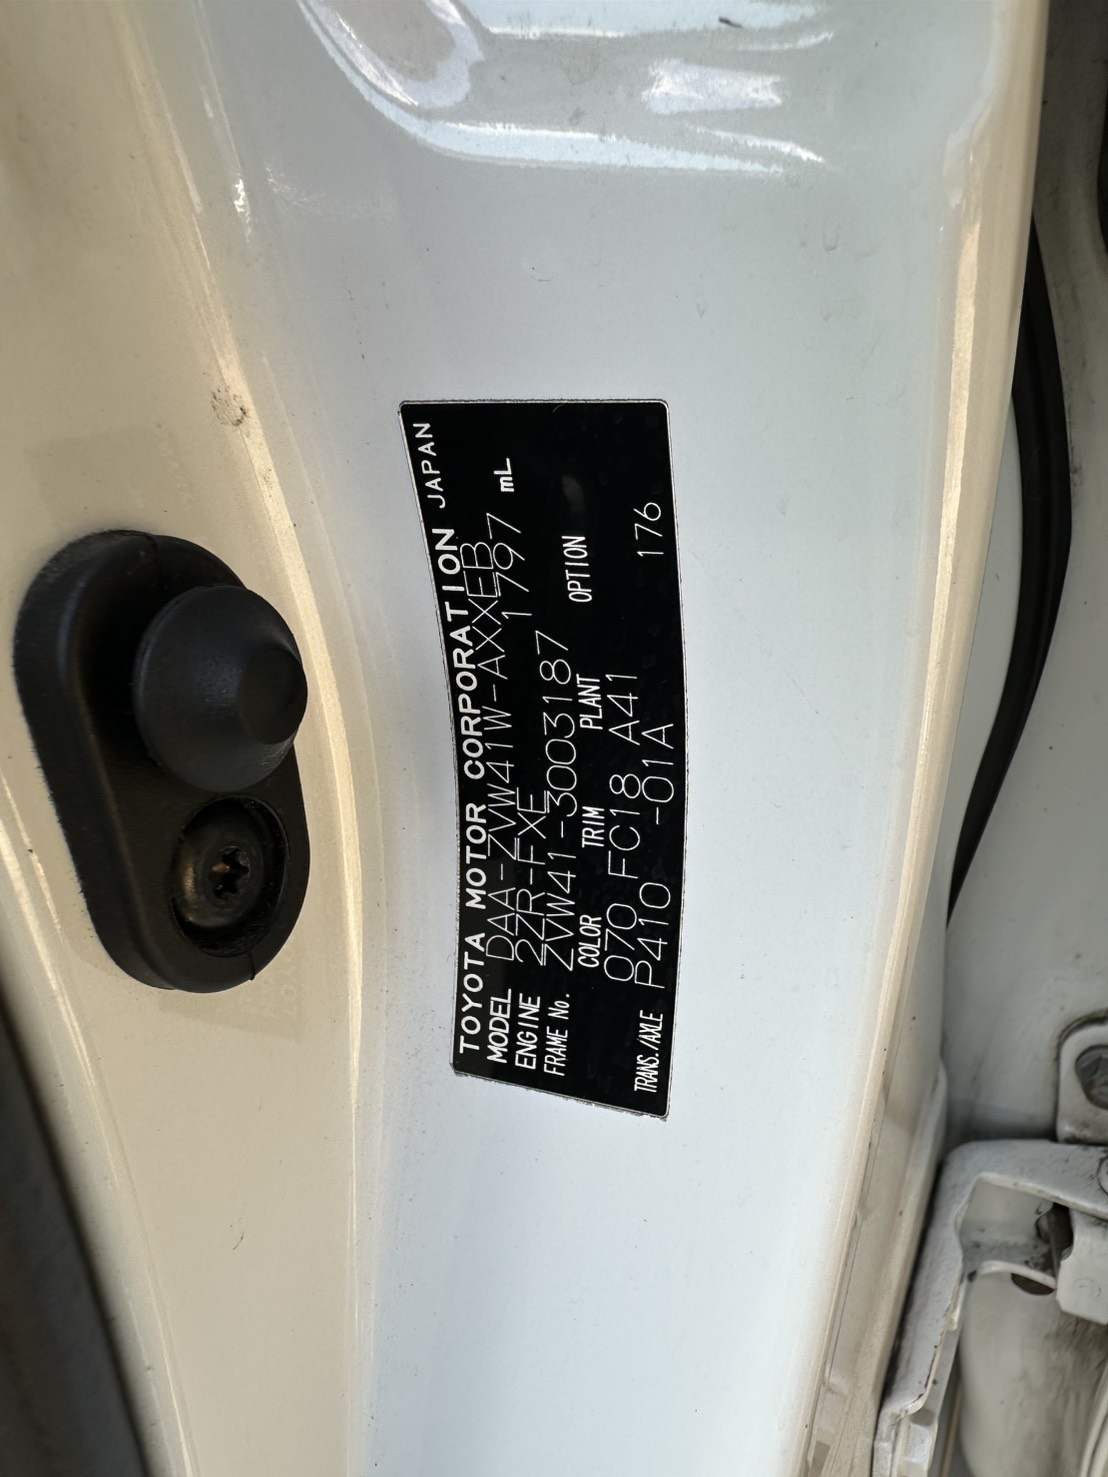 TOYOTA MOTOR CORPORATION JAPAN
MODEL DAA-ZVW41W-AXXEB
ENGINE 2ZR-FXE 1797 mL
FRAME No. ZVW41-3003187
COLOR TRIM PLANT OPTION
070 FC18 A41
TRANS./AXLE P410 -01A 176